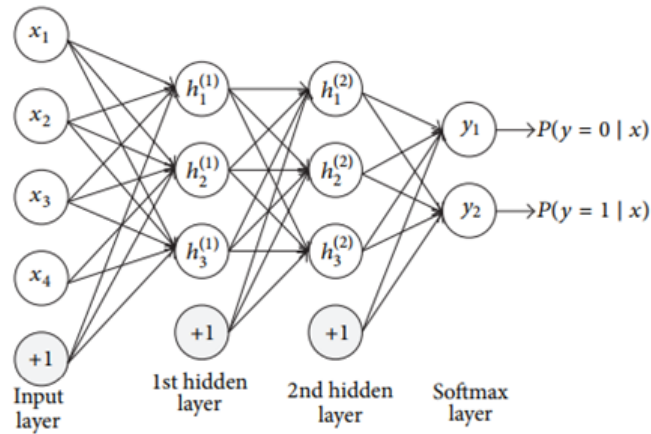 x₁
x₂
x₃
x₄
+1
h₁⁽¹⁾
h₂⁽¹⁾
h₃⁽¹⁾
+1
h₁⁽²⁾
h₂⁽²⁾
h₃⁽²⁾
+1
y₁
y₂
P(y = 0 | x)
P(y = 1 | x)
Input
layer
1st hidden
layer
2nd hidden
layer
Softmax
layer